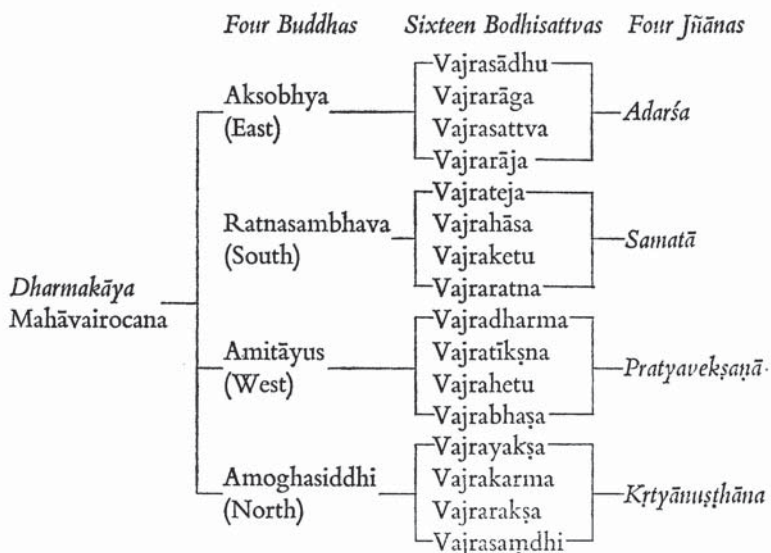 Four Buddhas Sixteen Bodhisattvas Four Jñānas
Aksobhya
(East)
Vajrasādhu
Vajrarāga
Vajrasattva
Vajrarāja
Adarśa
Ratnasambhava
(South)
Vajrateja
Vajrahāsa
Vajraketu
Vajraratna
Samatā
Dharmakāya
Mahāvairocana
Amitāyus
(West)
Vajradharma
Vajratīkṣna
Vajrahetu
Vajrabhaṣa
Pratyavekṣaṇā
Amoghasiddhi
(North)
Vajrayakṣa
Vajrakarma
Vajrarakṣa
Vajrasaṃdhi
Kṛtyānuṣṭhāna